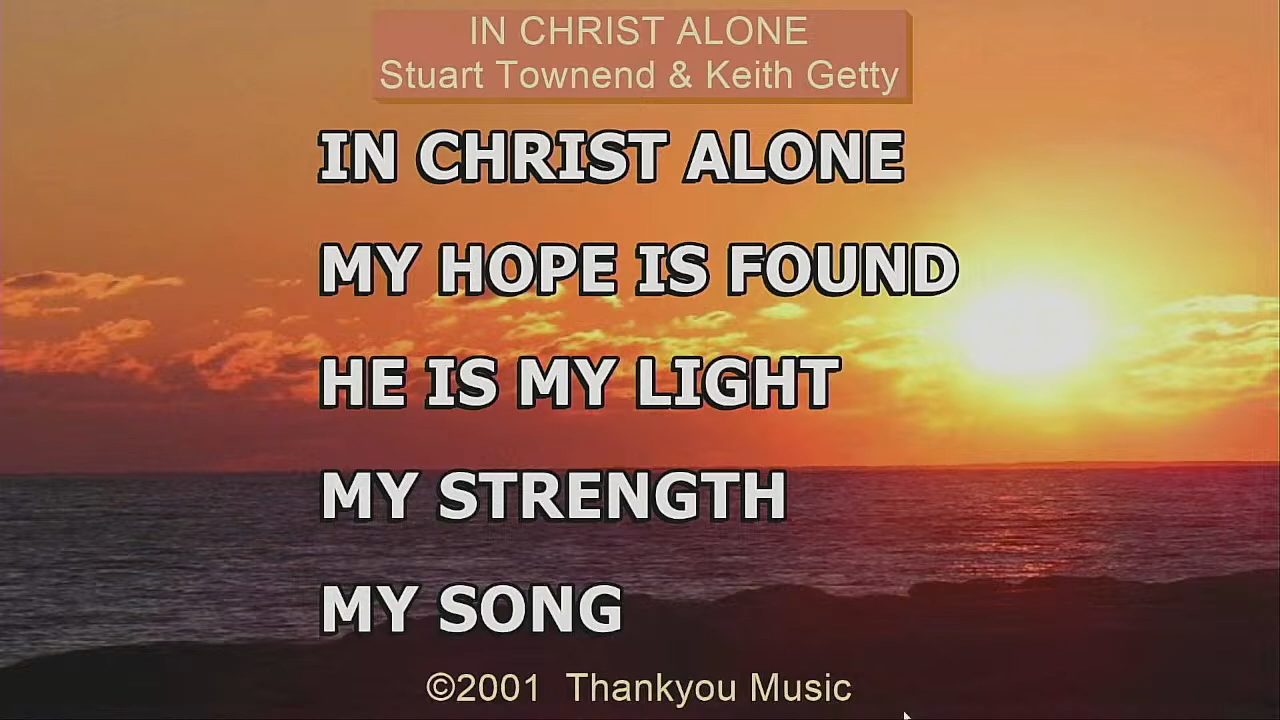 IN CHRIST ALONE
Stuart Townend & Keith Getty
IN CHRIST ALONE
MY HOPE IS FOUND
HE IS MY LIGHT
MY STRENGTH
MY SONG
©2001 Thankyou Music